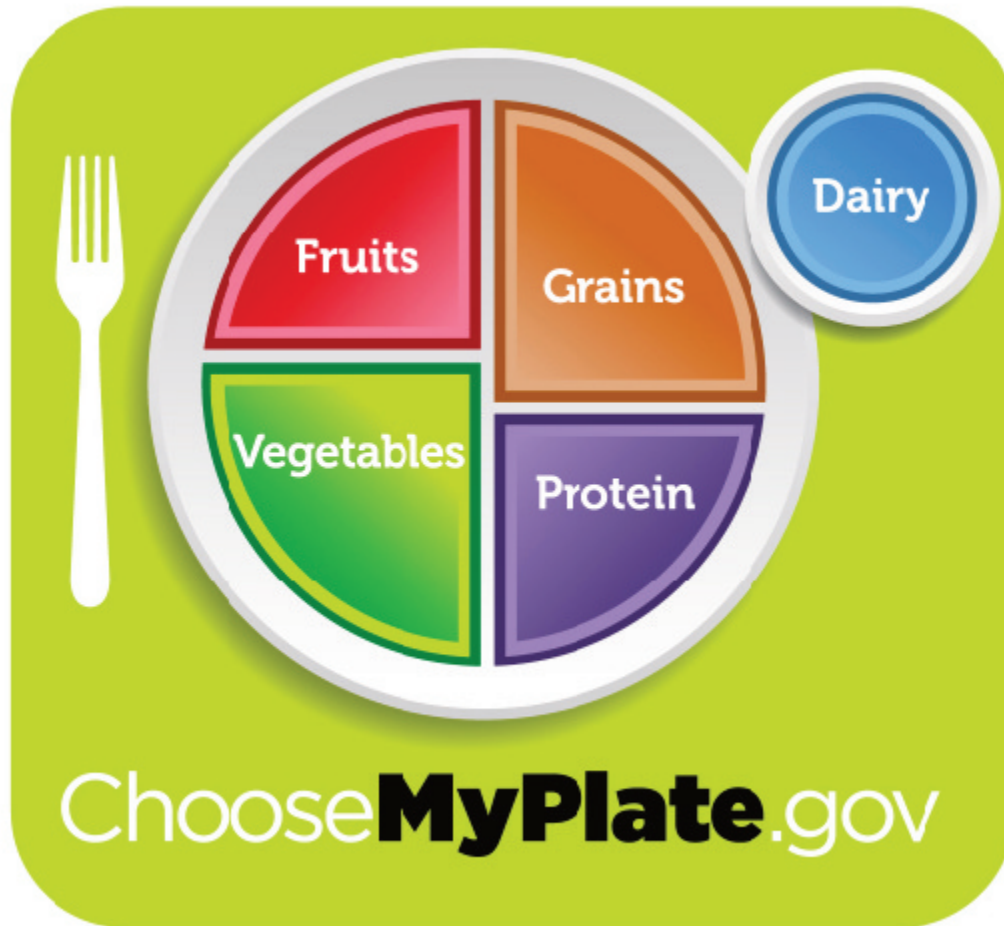 Fruits
Grains
Dairy
Vegetables
Protein
ChooseMyPlate.gov